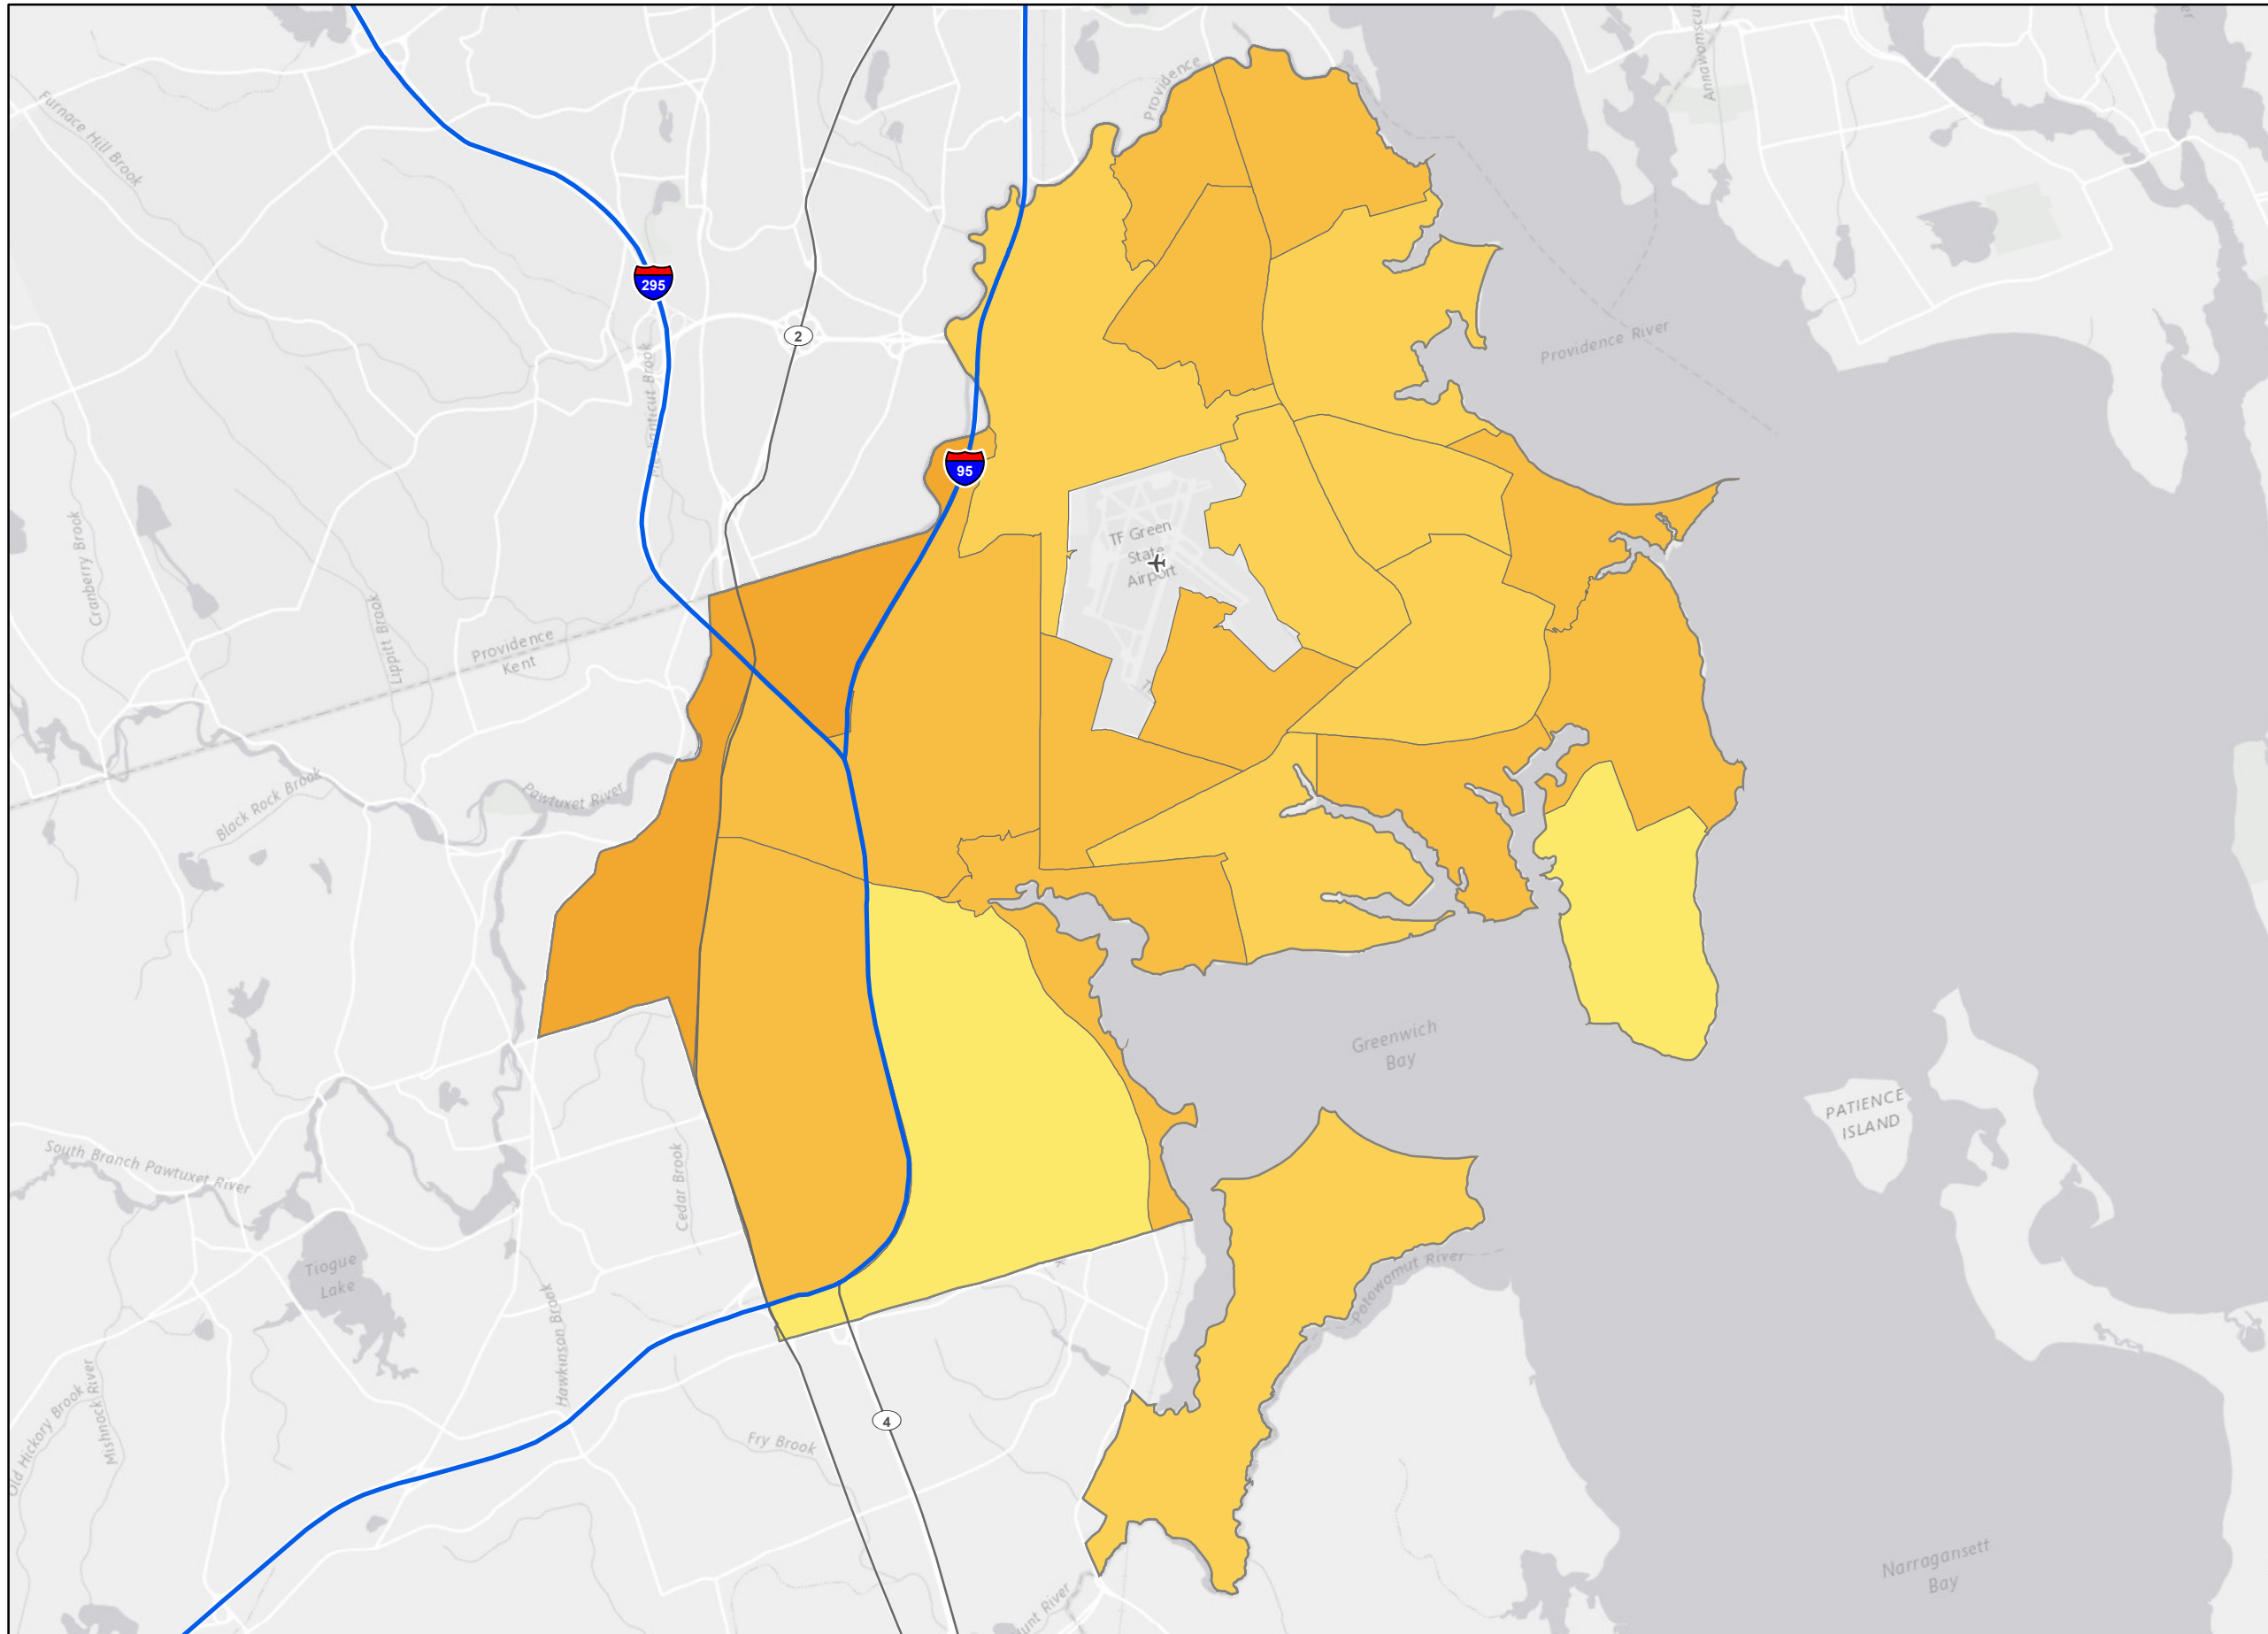 Providence
Annawomscut
Furnace Hill Brook
295
2
Providence River
95
TF Green
State
Airport
Cranberry Brook
Lippitt Brook
Providence
Kent
Pawtuxet River
Black Rock Brook
Greenwich
Bay
PATIENCE
ISLAND
South Branch Pawtuxet River
Cedar Brook
Tiogue
Lake
Potowomut River
Hawkinson Brook
Mishnock River
Old Hickory Brook
4
Fry Brook
Narragansett
Bay
Hunt River